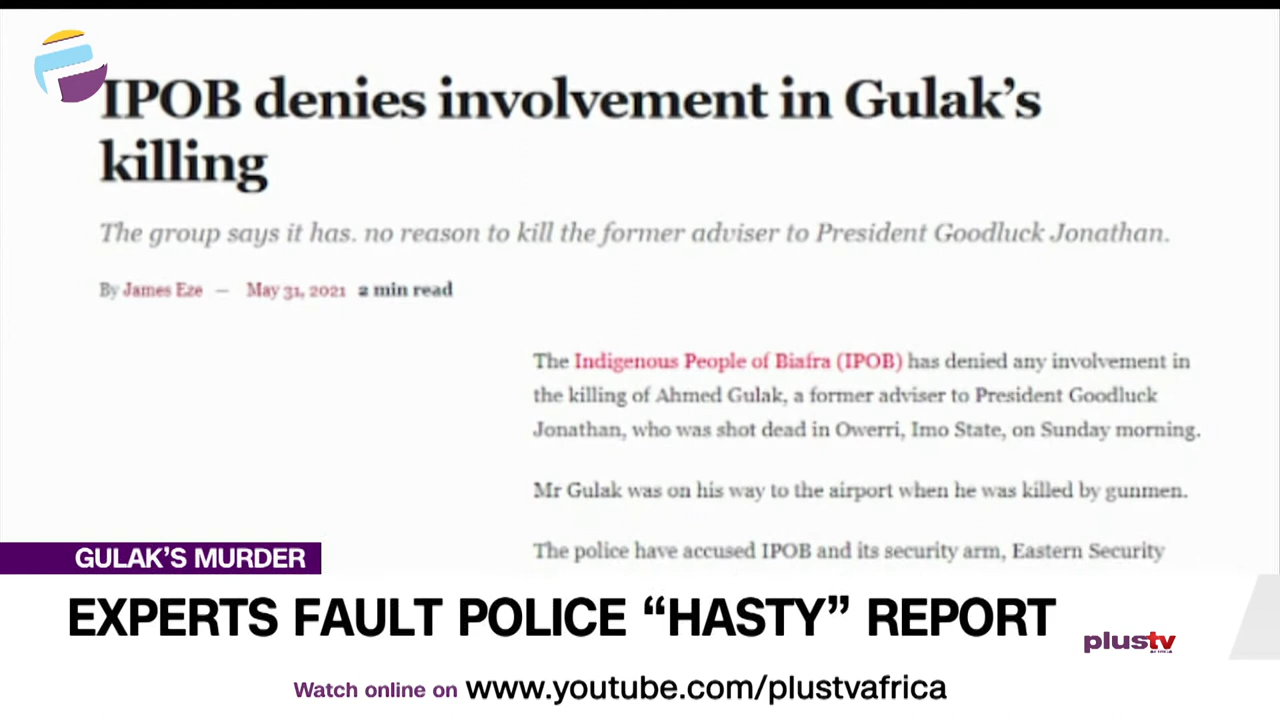 IPOB denies involvement in Gulak's
killing
The group says it has. no reason to kill the former adviser to President Goodluck Jonathan.
By James Eze — May 31, 2021 2 min read
The Indigenous People of Biafra (IPOB) has denied any involvement in
the killing of Ahmed Gulak, a former adviser to President Goodluck
Jonathan, who was shot dead in Owerri, Imo State, on Sunday morning.
Mr Gulak was on his way to the airport when he was killed by gunmen.
The police have accused IPOB and its security arm, Eastern Security
GULAK'S MURDER
EXPERTS FAULT POLICE “HASTY” REPORT
plustv
Watch online on www.youtube.com/plustvafrica